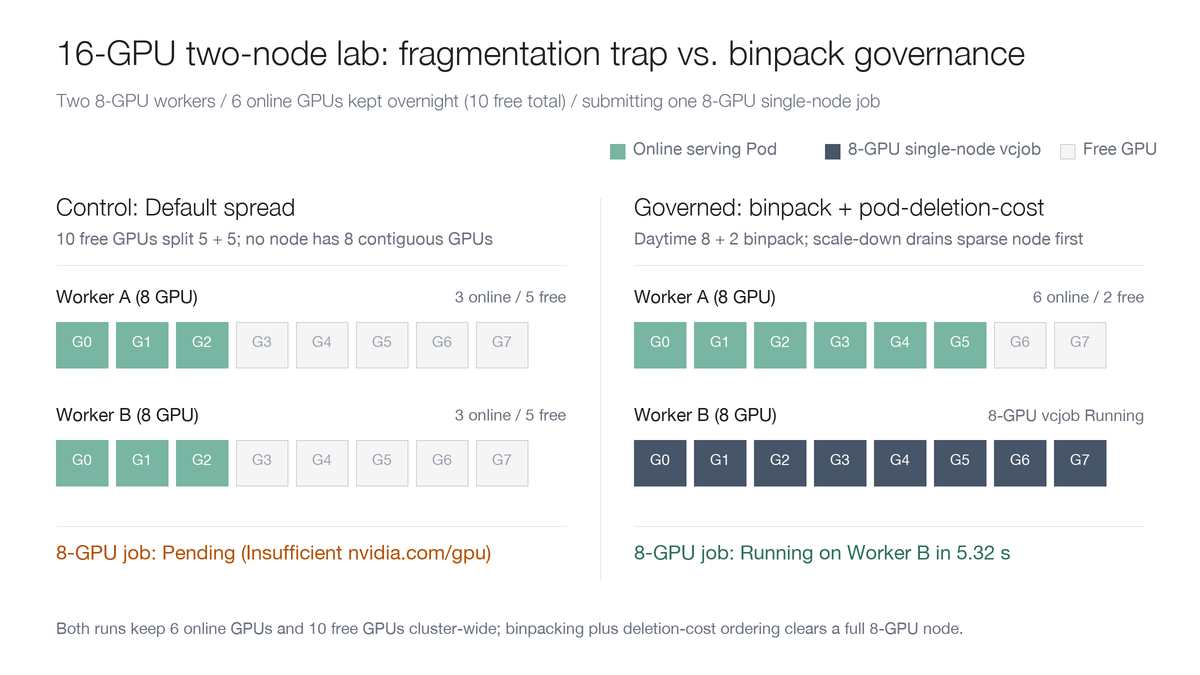 16-GPU two-node lab: fragmentation trap vs. binpack governance
Two 8-GPU workers / 6 online GPUs kept overnight (10 free total) / submitting one 8-GPU single-node job
Online serving Pod
8-GPU single-node vcjob
Free GPU
Control: Default spread
10 free GPUs split 5 + 5; no node has 8 contiguous GPUs
Worker A (8 GPU)
3 online / 5 free
G0 G1 G2 G3 G4 G5 G6 G7
Worker B (8 GPU)
3 online / 5 free
G0 G1 G2 G3 G4 G5 G6 G7
8-GPU job: Pending (Insufficient nvidia.com/gpu)
Governed: binpack + pod-deletion-cost
Daytime 8 + 2 binpack; scale-down drains sparse node first
Worker A (8 GPU)
6 online / 2 free
G0 G1 G2 G3 G4 G5 G6 G7
Worker B (8 GPU)
8-GPU vcjob Running
G0 G1 G2 G3 G4 G5 G6 G7
8-GPU job: Running on Worker B in 5.32 s
Both runs keep 6 online GPUs and 10 free GPUs cluster-wide; binpacking plus deletion-cost ordering clears a full 8-GPU node.